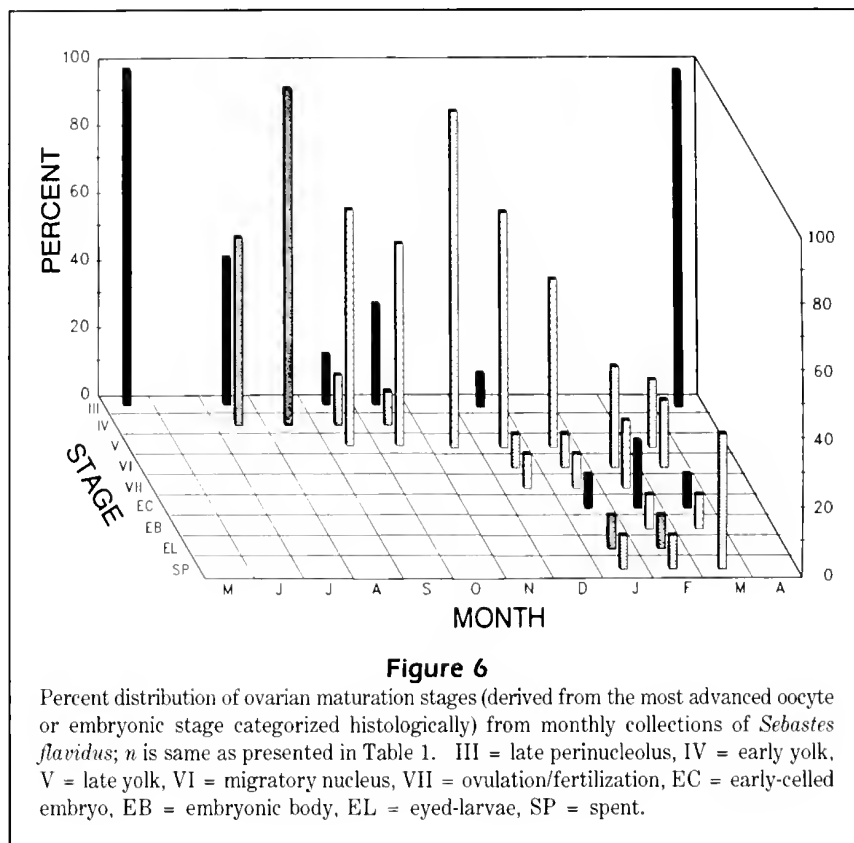 100
80
60
40
20
0
PERCENT
100
80
60
40
20
0
III
IV
V
VI
VII
EC
EB
EL
SP
STAGE
M J J A S O N D J F M A
MONTH
Figure 6
Percent distribution of ovarian maturation stages (derived from the most advanced oocyte
or embryonic stage categorized histologically) from monthly collections of Sebastes
flavidus; n is same as presented in Table 1. III = late perinucleolus, IV = early yolk,
V = late yolk, VI = migratory nucleus, VII = ovulation/fertilization, EC = early-celled
embryo, EB = embryonic body, EL = eyed-larvae, SP = spent.